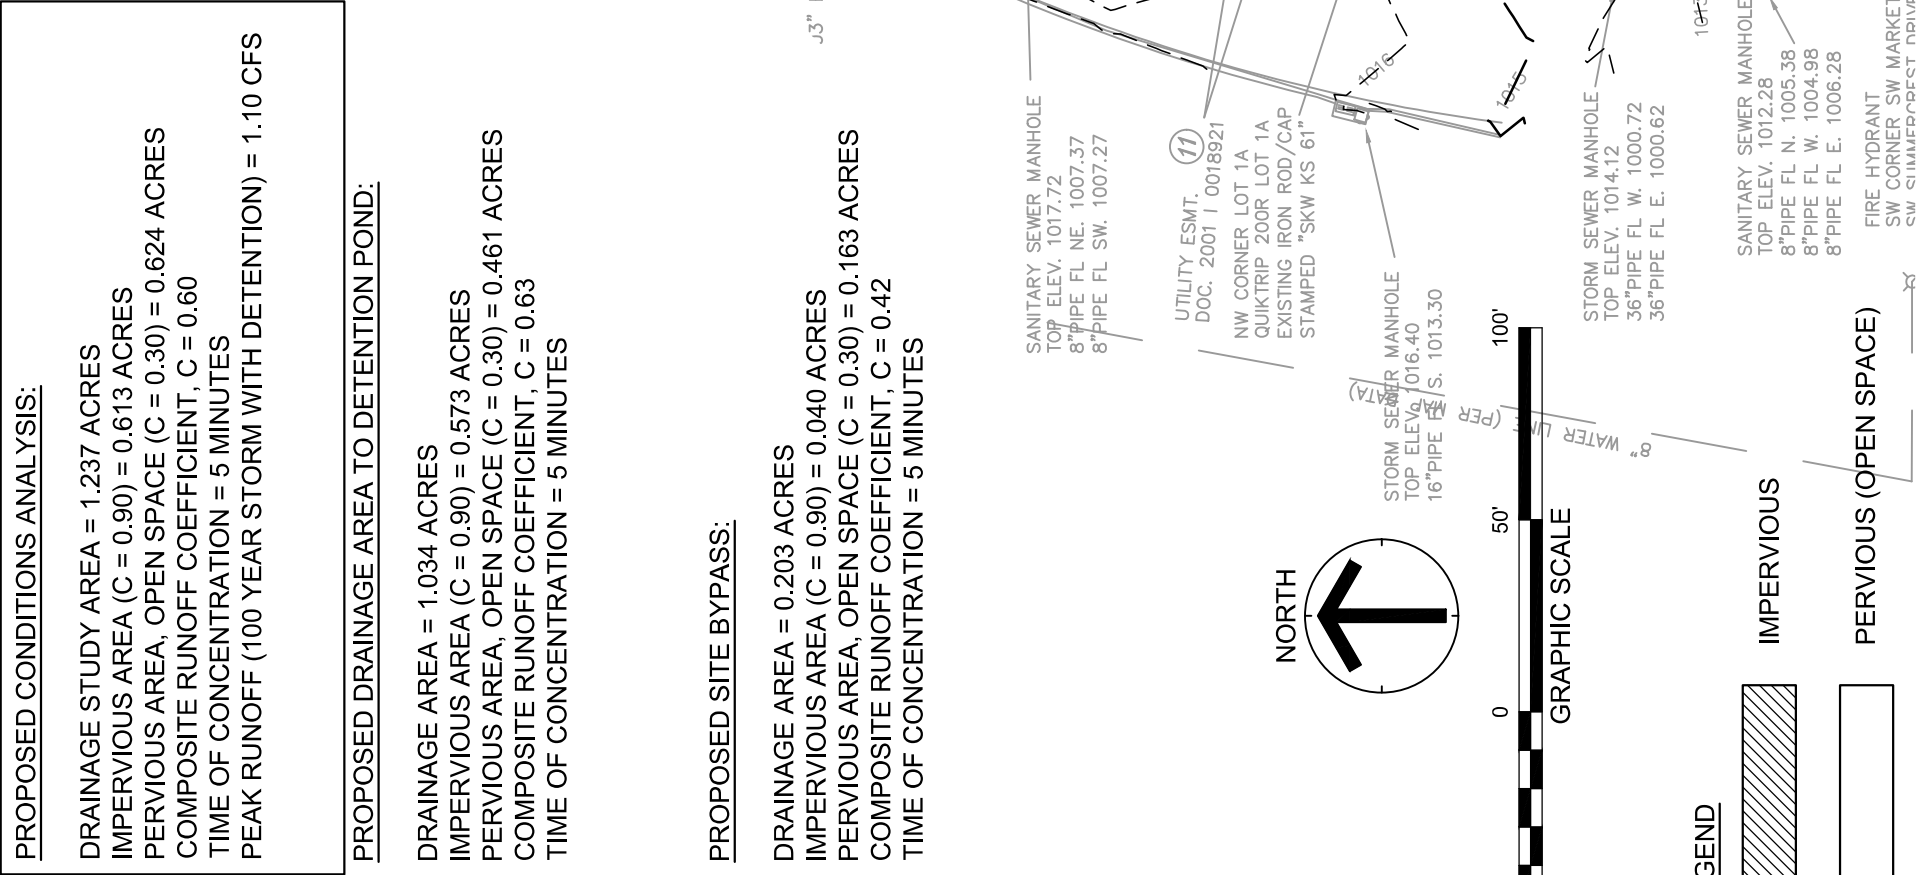 PROPOSED CONDITIONS ANALYSIS:
DRAINAGE STUDY AREA = 1.237 ACRES
IMPERVIOUS AREA (C = 0.90) = 0.613 ACRES
PERVIOUS AREA, OPEN SPACE (C = 0.30) = 0.624 ACRES
COMPOSITE RUNOFF COEFFICIENT, C = 0.60
TIME OF CONCENTRATION = 5 MINUTES
PEAK RUNOFF (100 YEAR STORM WITH DETENTION) = 1.10 CFS
PROPOSED DRAINAGE AREA TO DETENTION POND:
DRAINAGE AREA = 1.034 ACRES
IMPERVIOUS AREA (C = 0.90) = 0.573 ACRES
PERVIOUS AREA, OPEN SPACE (C = 0.30) = 0.461 ACRES
COMPOSITE RUNOFF COEFFICIENT, C = 0.63
TIME OF CONCENTRATION = 5 MINUTES
PROPOSED SITE BYPASS:
DRAINAGE AREA = 0.203 ACRES
IMPERVIOUS AREA (C = 0.90) = 0.040 ACRES
PERVIOUS AREA, OPEN SPACE (C = 0.30) = 0.163 ACRES
COMPOSITE RUNOFF COEFFICIENT, C = 0.42
TIME OF CONCENTRATION = 5 MINUTES
SANITARY SEWER MANHOLE
TOP ELEV. 1017.72
8"PIPE FL NE. 1007.37
8"PIPE FL SW. 1007.27
UTILITY ESMT.
DOC. 2001 I 0018921
11
NW CORNER LOT 1A
QUIKTRIP 200R LOT 1A
EXISTING IRON ROD/CAP
STAMPED "SKW KS 61"
1016
1015
STORM SEWER MANHOLE
TOP ELEV. 1016.40
16"PIPE FL S. 1013.30
8" WATER LINE (PER MAP DATA)
STORM SEWER MANHOLE
TOP ELEV. 1014.12
36"PIPE FL W. 1000.72
36"PIPE FL E. 1000.62
SANITARY SEWER MANHOLE
TOP ELEV. 1012.28
8"PIPE FL N. 1005.38
8"PIPE FL W. 1004.98
8"PIPE FL E. 1006.28
FIRE HYDRANT
SW CORNER SW MARKET
SW SUMMERCREST DRIVE
NORTH
0 50' 100'
GRAPHIC SCALE
GEND
IMPERVIOUS
PERVIOUS (OPEN SPACE)